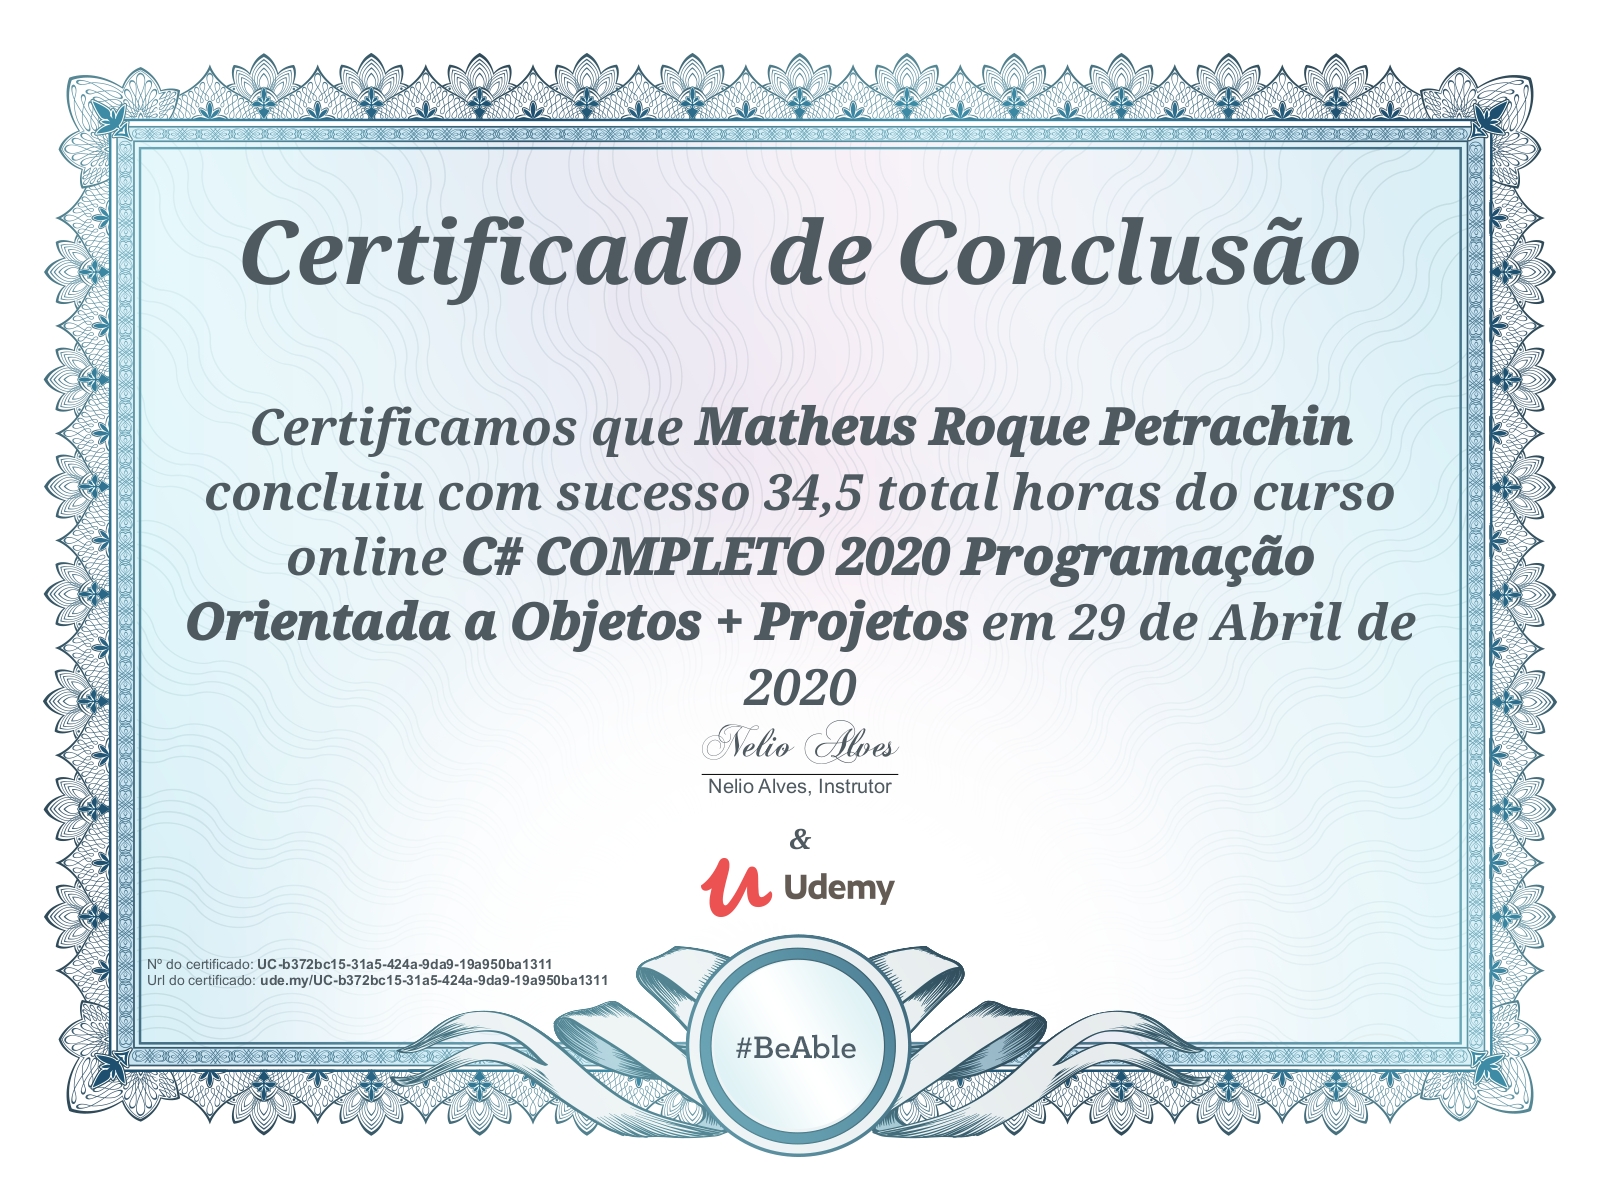 Certificado de Conclusão
Certificamos que Matheus Roque Petrachin
concluiu com sucesso 34,5 total horas do curso
online C# COMPLETO 2020 Programação
Orientada a Objetos + Projetos em 29 de Abril de
2020
Nelio Alves
Nelio Alves, Instrutor
&
Udemy
Nº do certificado: UC-b372bc15-31a5-424a-9da9-19a950ba1311
Url do certificado: ude.my/UC-b372bc15-31a5-424a-9da9-19a950ba1311
#BeAble